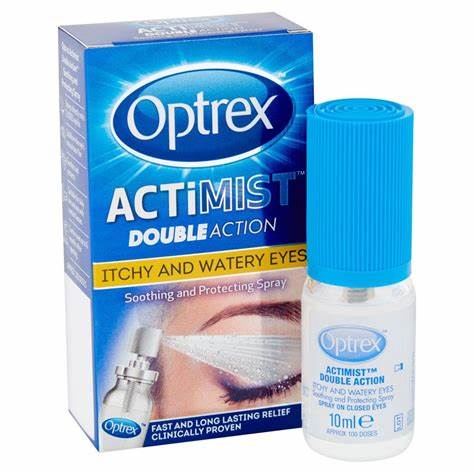 Optrex
ACTiMIST™
DOUBLE ACTION
ITCHY AND WATERY EYES
Soothing and Protecting Spray
Optrex
FAST AND LONG LASTING RELIEF
CLINICALLY PROVEN
Optrex™
ACTIMIST™
DOUBLE ACTION
ITCHY AND WATERY EYES
Soothing and Protecting Spray
SPRAY ON CLOSED EYES
10ml e
APPROX 100 DOSES
LOT